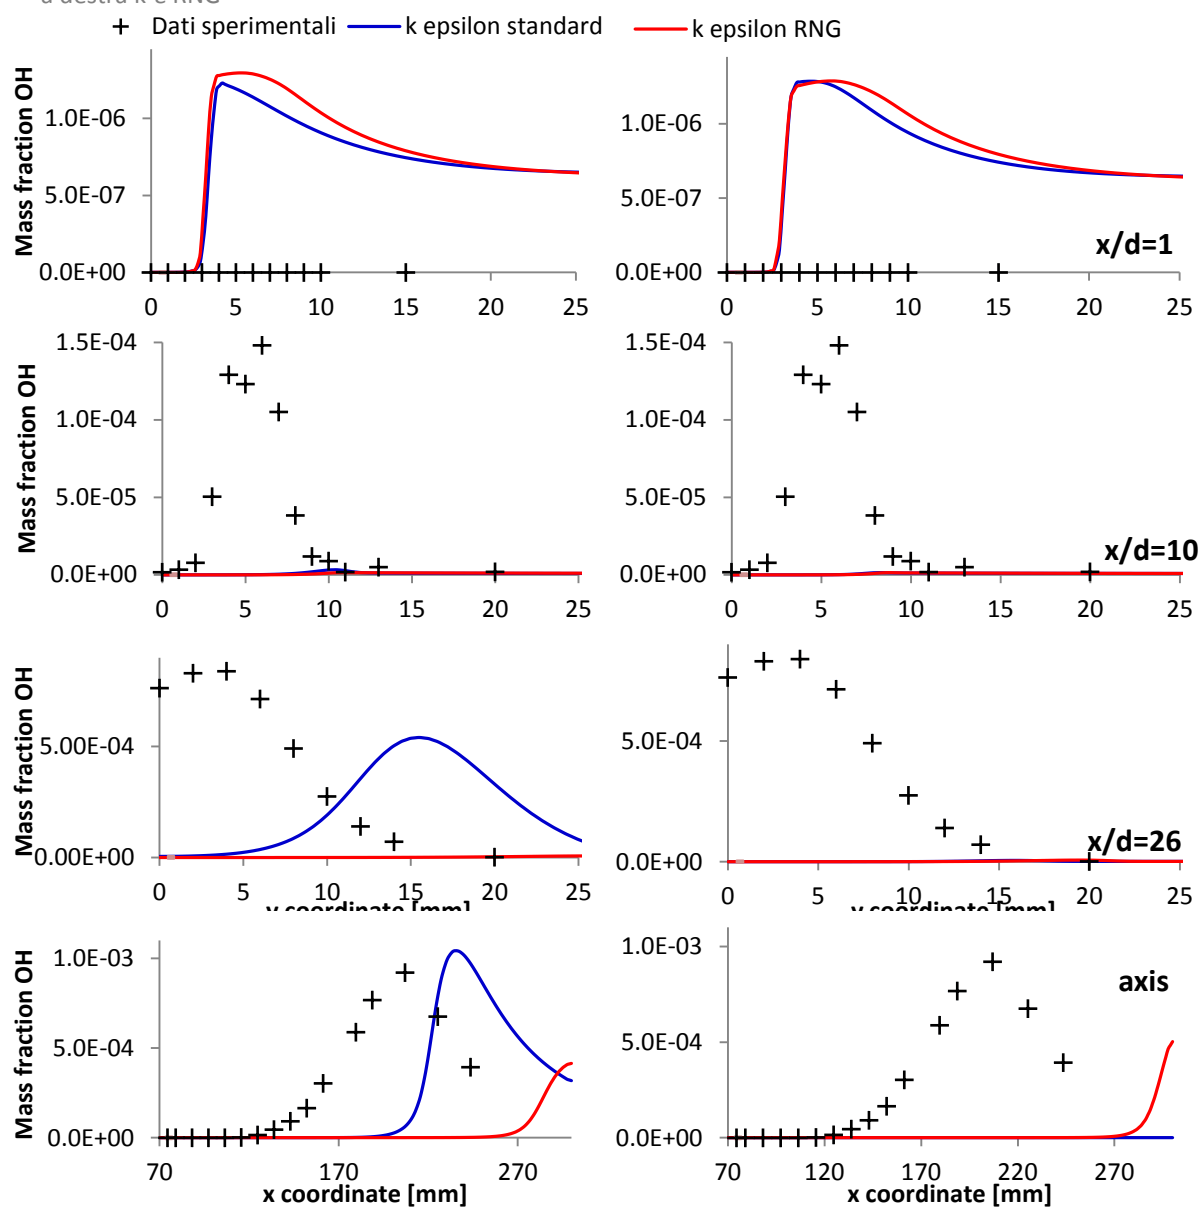 a destra k-ε RNG
Dati sperimentali k epsilon standard k epsilon RNG
Mass fraction OH
1.0E-06
5.0E-07
0.0E+00
0 5 10 15 20 25
1.0E-06
5.0E-07
0.0E+00
x/d=1
0 5 10 15 20 25
Mass fraction OH
1.5E-04
1.0E-04
5.0E-05
0.0E+00
0 5 10 15 20 25
1.5E-04
1.0E-04
5.0E-05
0.0E+00
x/d=10
0 5 10 15 20 25
Mass fraction OH
5.00E-04
0.00E+00
0 5 10 15 20 25
y coordinate [mm]
5.0E-04
0.0E+00
x/d=26
0 5 10 15 20 25
y coordinate [mm]
Mass fraction OH
1.0E-03
5.0E-04
0.0E+00
70 170 270
x coordinate [mm]
1.0E-03
5.0E-04
0.0E+00
axis
70 120 170 220 270
x coordinate [mm]